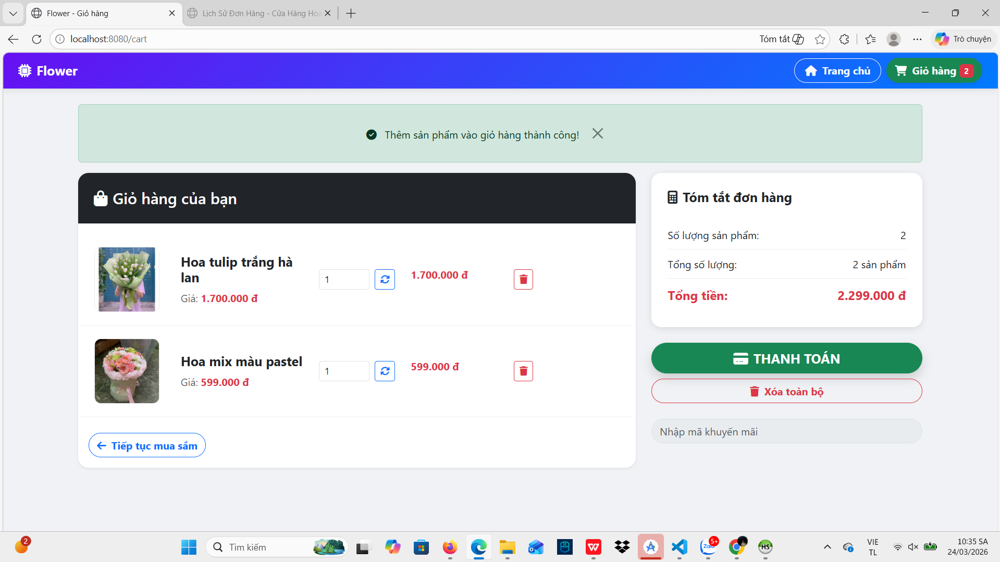 Flower - Giỏ hàng
Lịch Sử Đơn Hàng - Cửa Hàng Hoa
localhost:8080/cart
Tóm tắt
Trò chuyện
Flower
Trang chủ
Giỏ hàng 2
Thêm sản phẩm vào giỏ hàng thành công!
Giỏ hàng của bạn
Hoa tulip trắng hà
lan
Giá: 1.700.000 đ
1
1.700.000 đ
Hoa mix màu pastel
Giá: 599.000 đ
1
599.000 đ
Tiếp tục mua sắm
Tóm tắt đơn hàng
Số lượng sản phẩm: 2
Tổng số lượng: 2 sản phẩm
Tổng tiền: 2.299.000 đ
THANH TOÁN
Xóa toàn bộ
Nhập mã khuyến mãi
2
Tìm kiếm
Zalo
5+
HS
VIE
TL
10:35 SA
24/03/2026